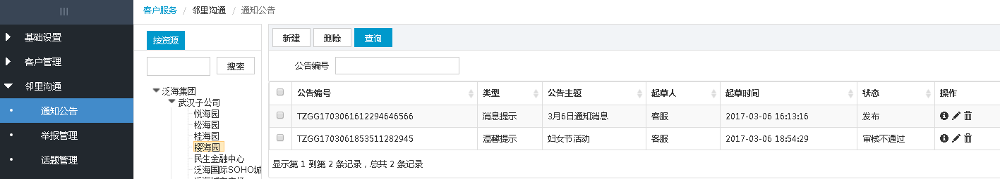 客户服务 / 邻里沟通 / 通知公告
基础设置
客户管理
邻里沟通
通知公告
举报管理
话题管理
按资源
搜索
泛海集团
武汉子公司
悦海园
松海园
桂海园
樱海园
民生金融中心
泛海国际SOHO城
新建 删除 查询
公告编号
公告编号 类型 公告主题 起草人 起草时间 状态 操作
TZGG1703061612294646566 消息提示 3月6日通知消息 客服 2017-03-06 16:13:16 发布
TZGG1703061853511282945 温馨提示 妇女节活动 客服 2017-03-06 18:54:29 审核不通过
显示第 1 到第 2 条记录，总共 2 条记录